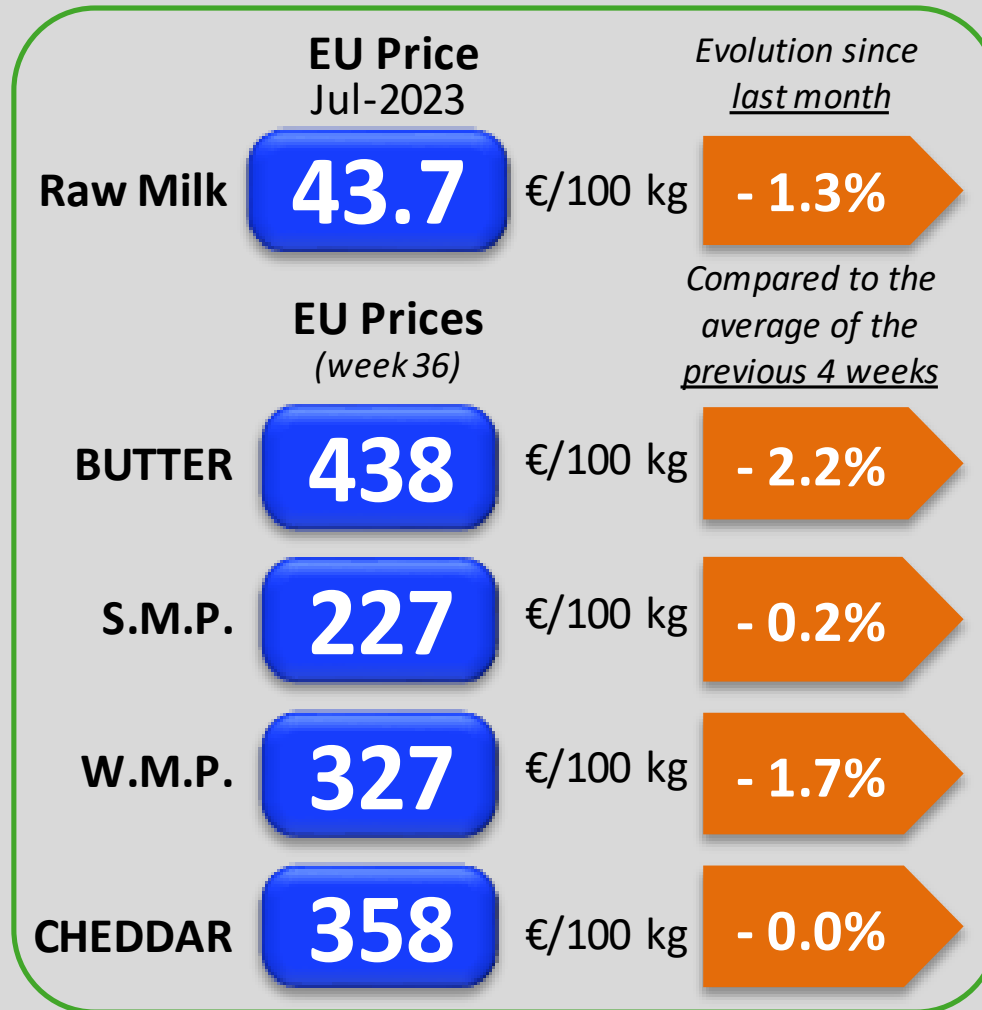 EU Price
Jul-2023
Evolution since
last month
Raw Milk 43.7 €/100 kg - 1.3%
EU Prices
(week 36)
Compared to the
average of the
previous 4 weeks
BUTTER 438 €/100 kg - 2.2%
S.M.P. 227 €/100 kg - 0.2%
W.M.P. 327 €/100 kg - 1.7%
CHEDDAR 358 €/100 kg - 0.0%